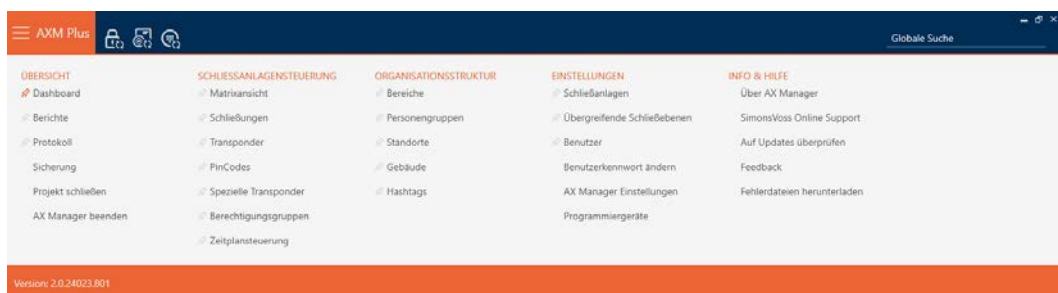 AXM Plus
Globale Suche
ÜBERSICHT
Dashboard
Berichte
Protokoll
Sicherung
Projekt schließen
AX Manager beenden
SCHLIESSANLAGENSTEUERUNG
Matrixansicht
Schließungen
Transponder
PinCodes
Spezielle Transponder
Berechtigungsgruppen
Zeitplansteuerung
ORGANISATIONSSTRUKTUR
Bereiche
Personengruppen
Standorte
Gebäude
Hashtags
EINSTELLUNGEN
Schließanlagen
Übergreifende Schließebenen
Benutzer
Benutzerkennwort ändern
AX Manager Einstellungen
Programmiergeräte
INFO & HILFE
Über AX Manager
SimonsVoss Online Support
Auf Updates überprüfen
Feedback
Fehlerdateien herunterladen
Version: 2.0.24023.801